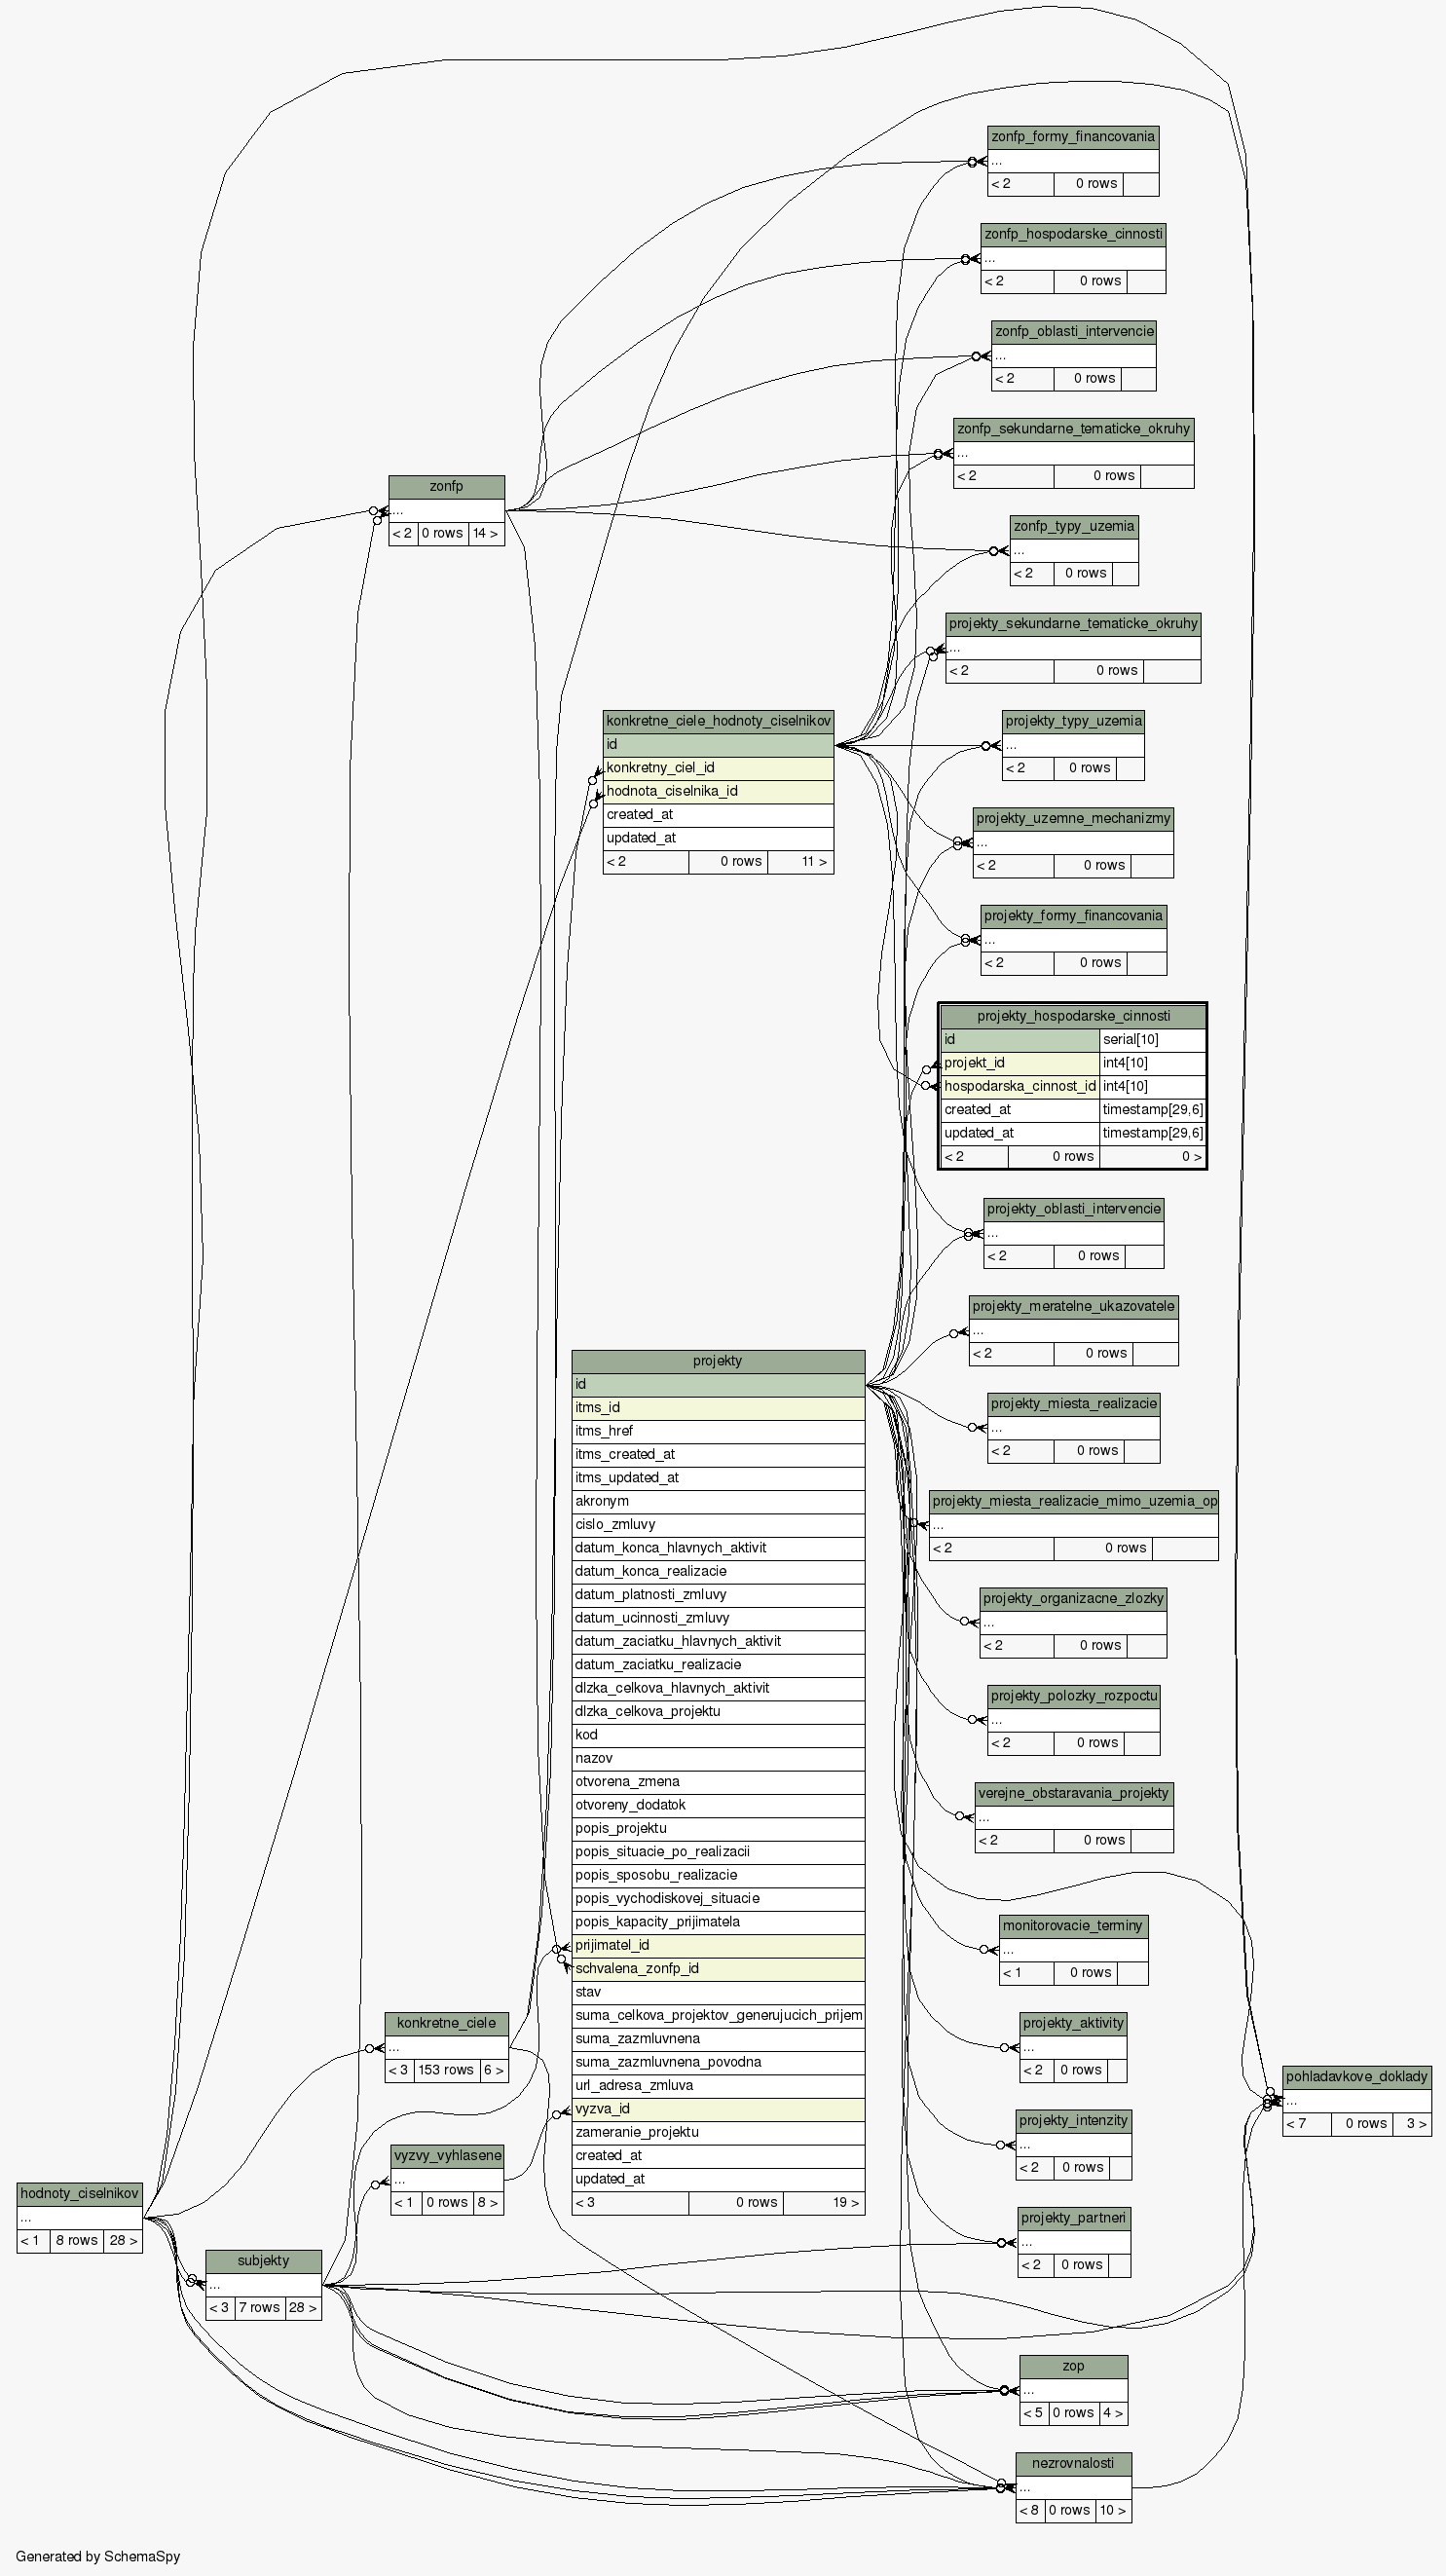 zonfp_formy_financovania
...
< 2 0 rows
zonfp_hospodarske_cinnosti
...
< 2 0 rows
zonfp_oblasti_intervencie
...
< 2 0 rows
zonfp_sekundarne_tematicke_okruhy
...
< 2 0 rows
zonfp
...
< 2 0 rows 14 >
zonfp_typy_uzemia
...
< 2 0 rows
projekty_sekundarne_tematicke_okruhy
...
< 2 0 rows
konkretne_ciele_hodnoty_ciselnikov
id
konkretny_ciel_id
hodnota_ciselnika_id
created_at
updated_at
< 2 0 rows 11 >
projekty_typy_uzemia
...
< 2 0 rows
projekty_uzemne_mechanizmy
...
< 2 0 rows
projekty_formy_financovania
...
< 2 0 rows
projekty_hospodarske_cinnosti
id serial[10]
projekt_id int4[10]
hospodarska_cinnost_id int4[10]
created_at timestamp[29,6]
updated_at timestamp[29,6]
< 2 0 rows 0 >
projekty_oblasti_intervencie
...
< 2 0 rows
projekty_meratelne_ukazovatele
...
< 2 0 rows
projekty_miesta_realizacie
...
< 2 0 rows
projekty_miesta_realizacie_mimo_uzemia_op
...
< 2 0 rows
projekty_organizacne_zlozky
...
< 2 0 rows
projekty_polozky_rozpoctu
...
< 2 0 rows
verejne_obstaravania_projekty
...
< 2 0 rows
projekty
id
itms_id
itms_href
itms_created_at
itms_updated_at
akronym
cislo_zmluvy
datum_konca_hlavnych_aktivit
datum_konca_realizacie
datum_platnosti_zmluvy
datum_ucinnosti_zmluvy
datum_zaciatku_hlavnych_aktivit
datum_zaciatku_realizacie
dlzka_celkova_hlavnych_aktivit
dlzka_celkova_projektu
kod
nazov
otvorena_zmena
otvoreny_dodatok
popis_projektu
popis_situacie_po_realizacii
popis_sposobu_realizacie
popis_vychodiskovej_situacie
popis_kapacity_prijimatela
prijimatel_id
schvalena_zonfp_id
stav
suma_celkova_projektov_generujucich_prijem
suma_zazmluvnena
suma_zazmluvnena_povodna
url_adresa_zmluva
vyzva_id
zameranie_projektu
created_at
updated_at
< 3 0 rows 19 >
monitorovacie_terminy
...
< 1 0 rows
konkretne_ciele
...
< 3 153 rows 6 >
projekty_aktivity
...
< 2 0 rows
pohladavkove_doklady
...
< 7 0 rows 3 >
projekty_intenzity
...
< 2 0 rows
vyzvy_vyhlasene
...
< 1 0 rows 8 >
hodnoty_ciselnikov
...
< 1 8 rows 28 >
projekty_partneri
...
< 2 0 rows
subjekty
...
< 3 7 rows 28 >
zop
...
< 5 0 rows 4 >
nezrovnalosti
...
< 8 0 rows 10 >
Generated by SchemaSpy